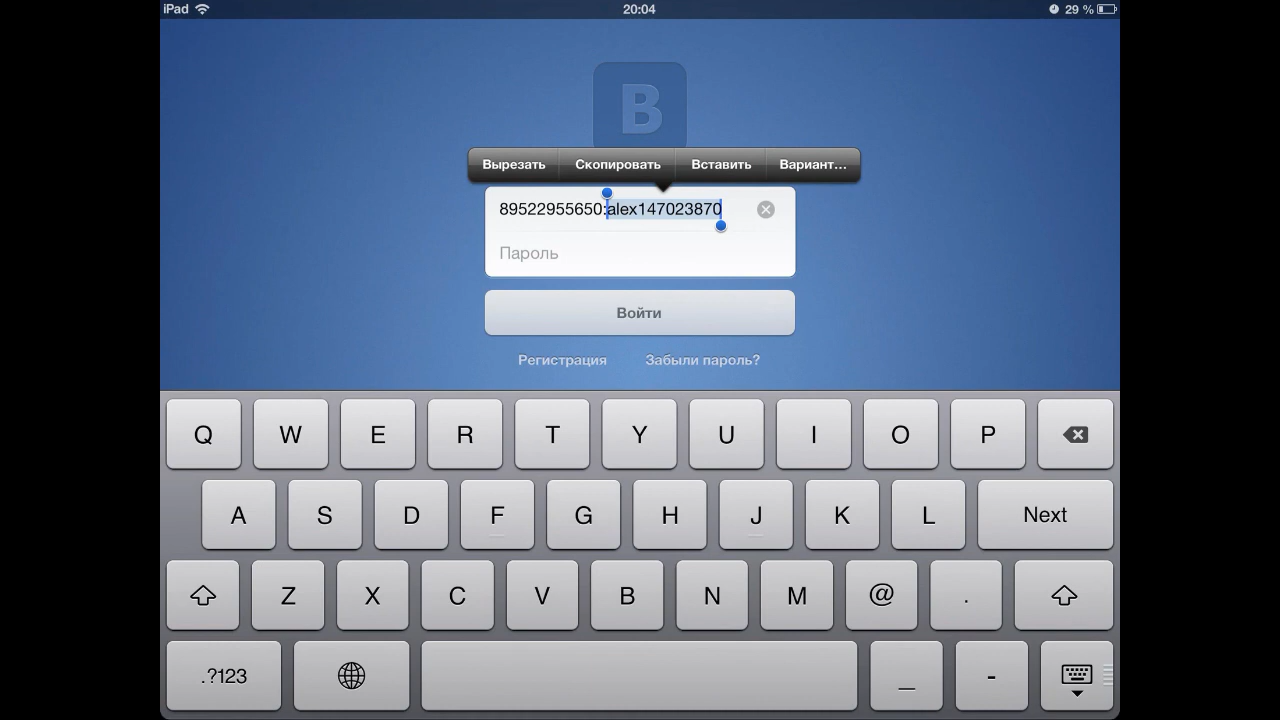 iPad 20:04 29 %
B
Вырезать Скопировать Вставить Вариант...
89522955650:alex147023870
Пароль
Войти
Регистрация Забыли пароль?
Q W E R T Y U I O P
A S D F G H J K L Next
Z X C V B N M @ .
.?123 _ -